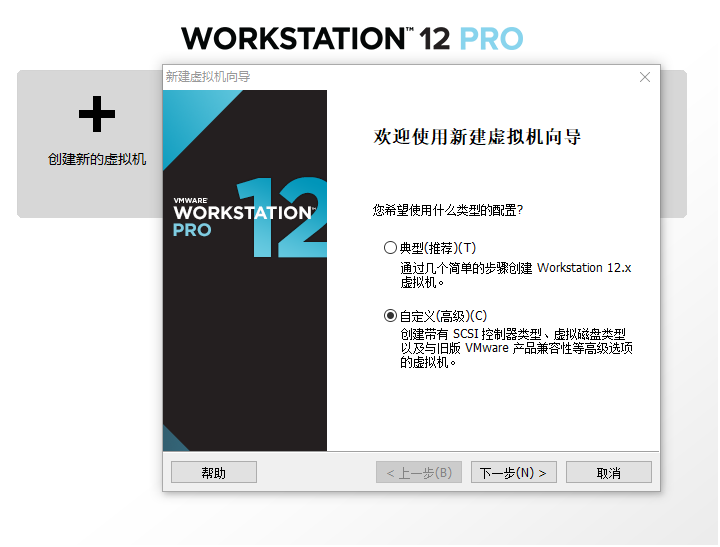 WORKSTATION™ 12 PRO
新建虚拟机向导
创建新的虚拟机
VMWARE®
WORKSTATION™
PRO
12
欢迎使用新建虚拟机向导
您希望使用什么类型的配置?
典型(推荐)(T)
通过几个简单的步骤创建 Workstation 12.x
虚拟机。
自定义(高级)(C)
创建带有 SCSI 控制器类型、虚拟磁盘类型
以及与旧版 VMware 产品兼容性等高级选项
的虚拟机。
帮助
< 上一步(B)
下一步(N) >
取消